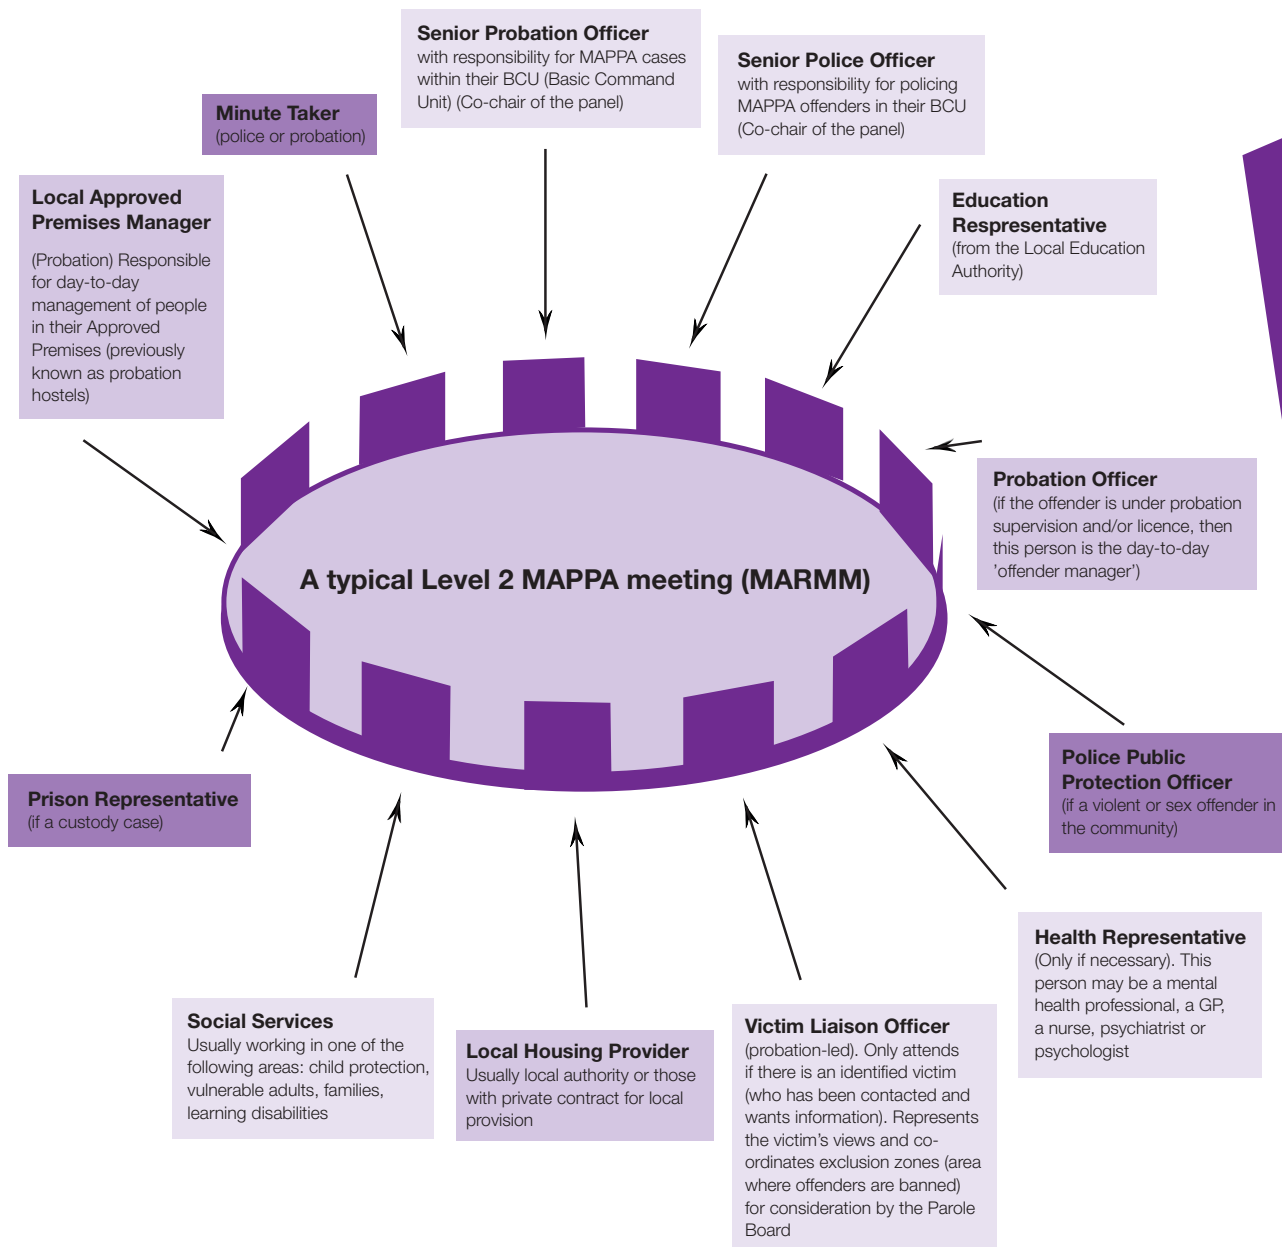 Senior Probation Officer
with responsibility for MAPPA cases
within their BCU (Basic Command
Unit) (Co-chair of the panel)
Senior Police Officer
with responsibility for policing
MAPPA offenders in their BCU
(Co-chair of the panel)
Minute Taker
(police or probation)
Local Approved
Premises Manager
(Probation) Responsible
for day-to-day
management of people
in their Approved
Premises (previously
known as probation
hostels)
Education
Respresentative
(from the Local Education
Authority)
Probation Officer
(if the offender is under probation
supervision and/or licence, then
this person is the day-to-day
’offender manager’)
A typical Level 2 MAPPA meeting (MARMM)
Police Public
Protection Officer
(if a violent or sex offender in
the community)
Prison Representative
(if a custody case)
Health Representative
(Only if necessary). This
person may be a mental
health professional, a GP,
a nurse, psychiatrist or
psychologist
Social Services
Usually working in one of the
following areas: child protection,
vulnerable adults, families,
learning disabilities
Local Housing Provider
Usually local authority or those
with private contract for local
provision
Victim Liaison Officer
(probation-led). Only attends
if there is an identified victim
(who has been contacted and
wants information). Represents
the victim’s views and co-
ordinates exclusion zones (area
where offenders are banned)
for consideration by the Parole
Board